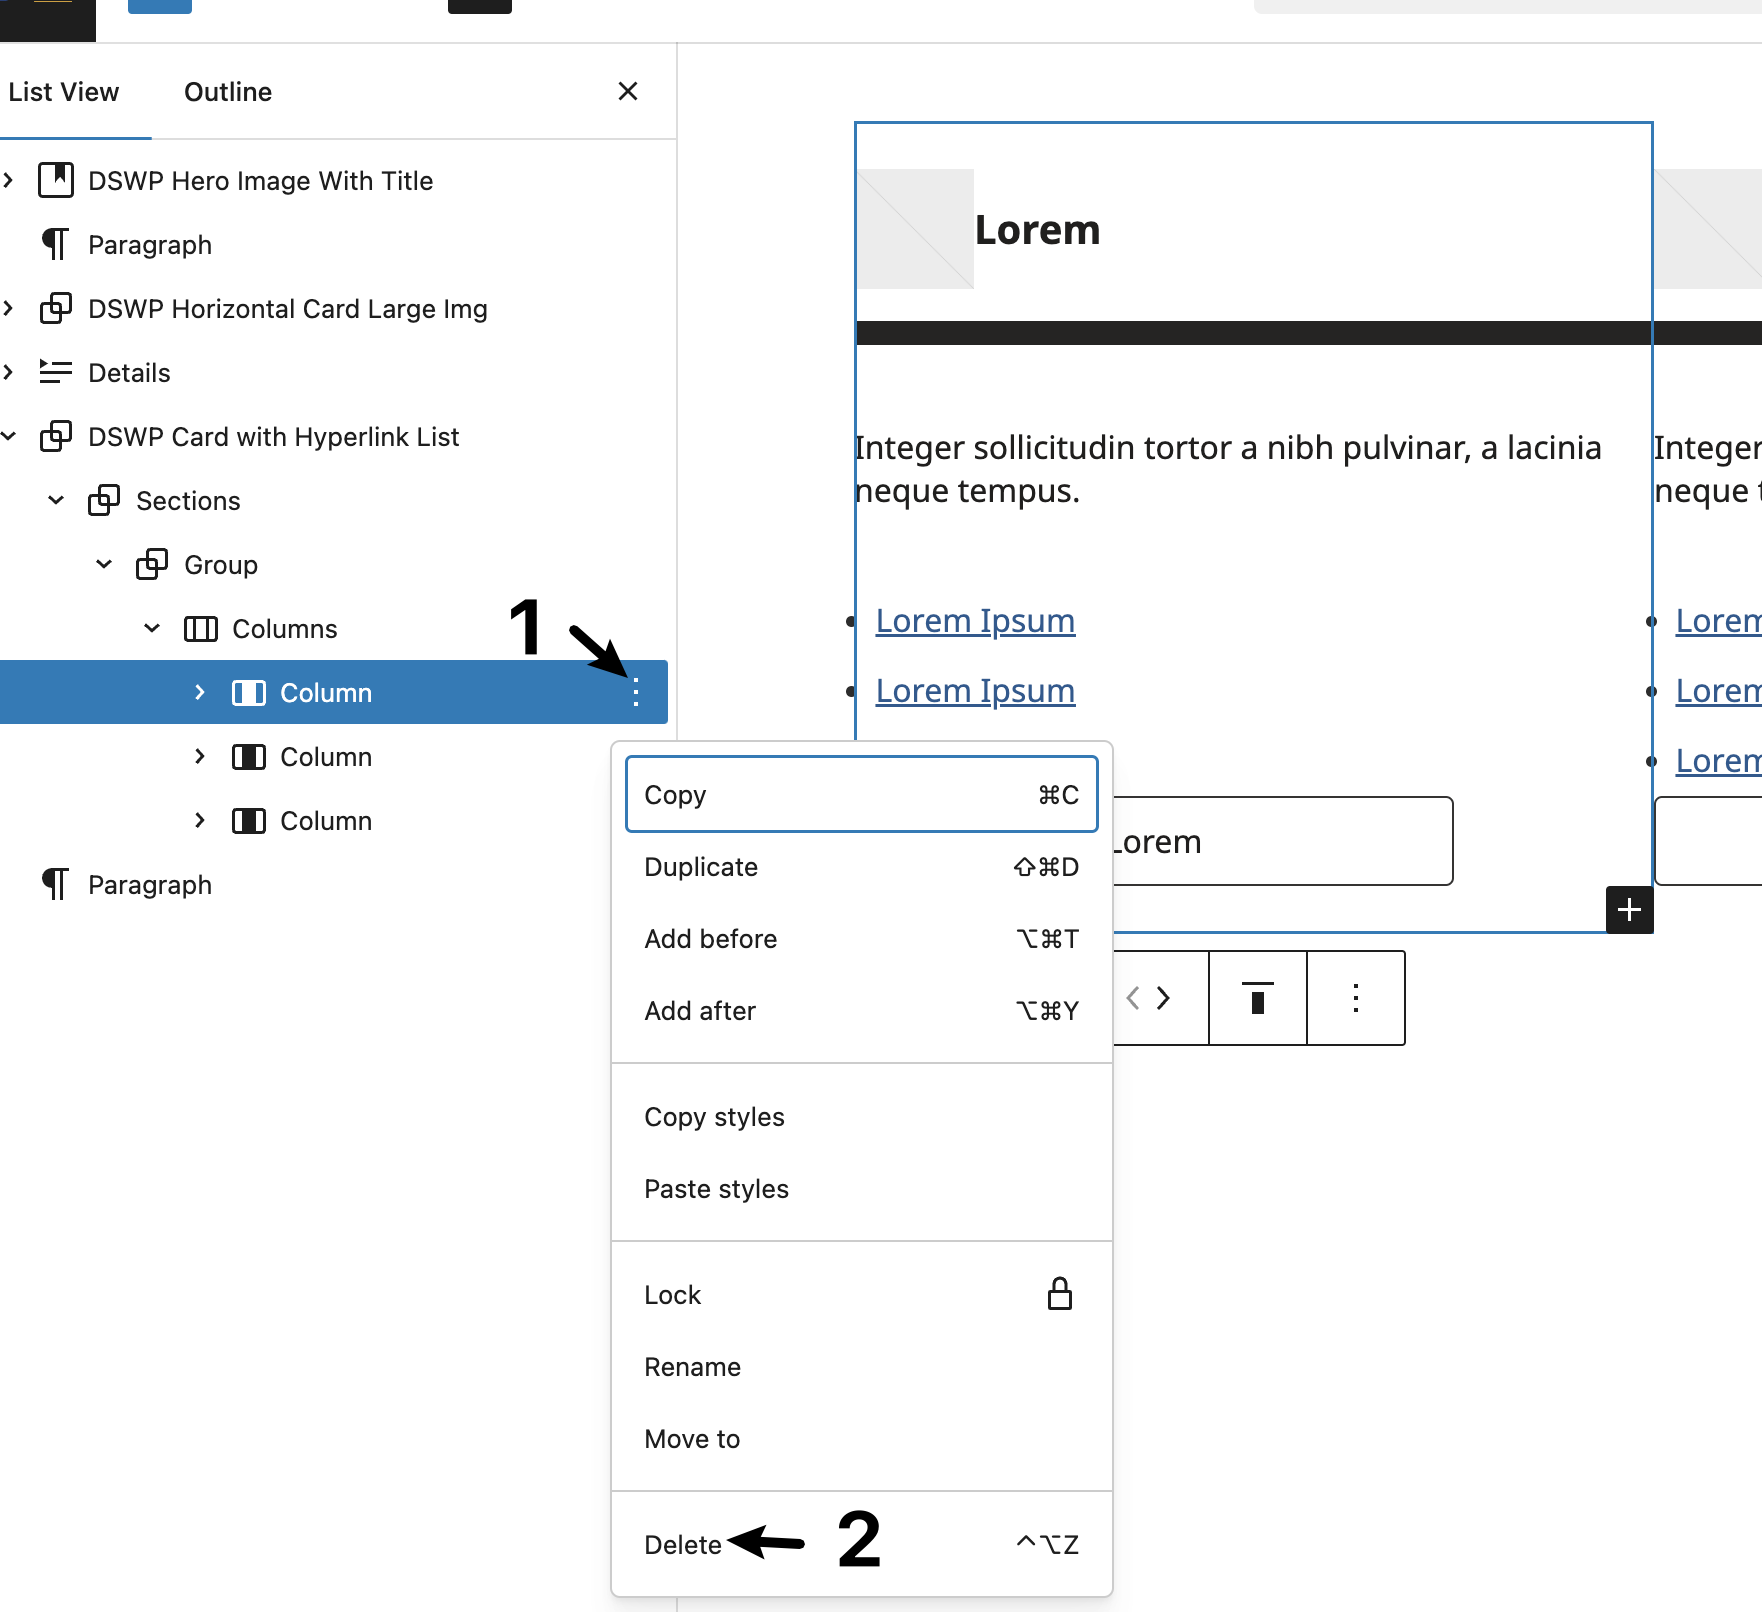 List View
Outline
DSWP Hero Image With Title
Paragraph
DSWP Horizontal Card Large Img
Details
DSWP Card with Hyperlink List
Sections
Group
Columns
1
Column
Column
Column
Paragraph
Copy ⌘C
Duplicate ⇧⌘D
Add before ⌥⌘T
Add after ⌥⌘Y
Copy styles
Paste styles
Lock
Rename
Move to
Delete ⌃⌥Z
2
Lorem
Integer sollicitudin tortor a nibh pulvinar, a lacinia
neque tempus.
Lorem Ipsum
Lorem Ipsum
Lorem
Integer
neque t
Lorem
Lorem
Lorem